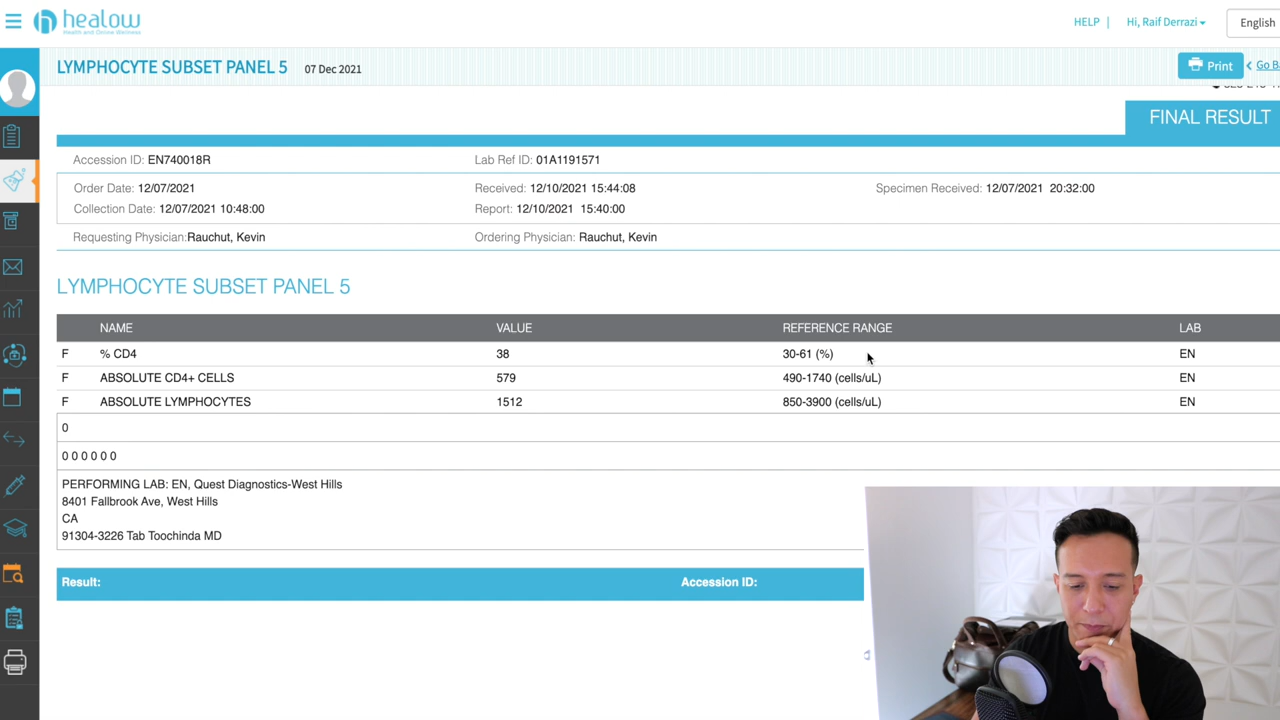 healow
Health and Online Wellness
HELP | Hi, Raif Derrazi English
LYMPHOCYTE SUBSET PANEL 5 07 Dec 2021 Print Go Ba
FINAL RESULT
Accession ID: EN740018R Lab Ref ID: 01A1191571
Order Date: 12/07/2021 Received: 12/10/2021 15:44:08 Specimen Received: 12/07/2021 20:32:00
Collection Date: 12/07/2021 10:48:00 Report: 12/10/2021 15:40:00
Requesting Physician:Rauchut, Kevin Ordering Physician: Rauchut, Kevin
LYMPHOCYTE SUBSET PANEL 5
NAME VALUE REFERENCE RANGE LAB
F % CD4 38 30-61 (%) EN
F ABSOLUTE CD4+ CELLS 579 490-1740 (cells/uL) EN
F ABSOLUTE LYMPHOCYTES 1512 850-3900 (cells/uL) EN
0
0 0 0 0 0 0
PERFORMING LAB: EN, Quest Diagnostics-West Hills
8401 Fallbrook Ave, West Hills
CA
91304-3226 Tab Toochinda MD
Result: Accession ID: